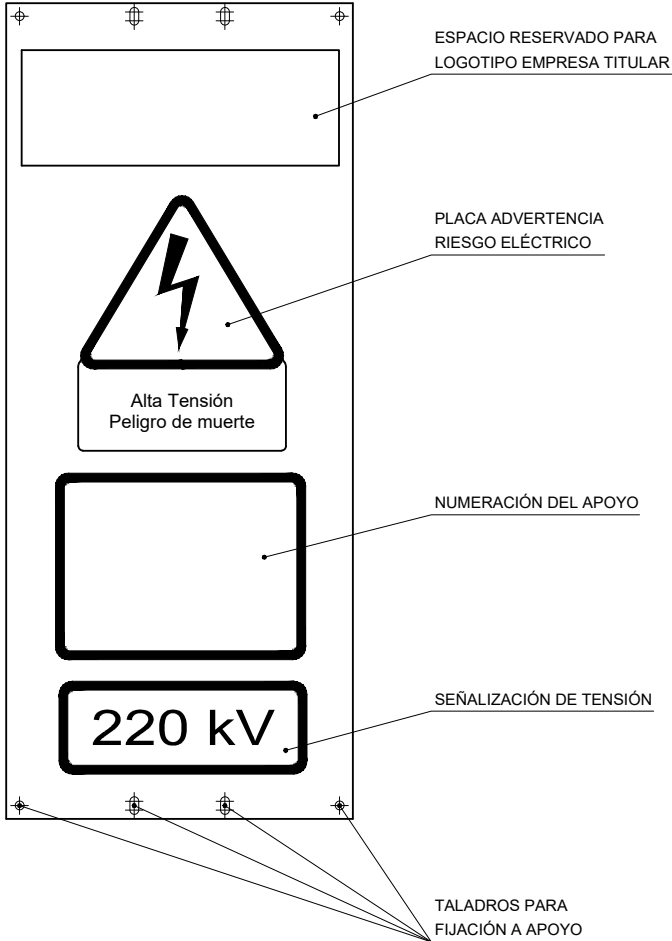 ESPACIO RESERVADO PARA
LOGOTIPO EMPRESA TITULAR
PLACA ADVERTENCIA
RIESGO ELÉCTRICO
Alta Tensión
Peligro de muerte
NUMERACIÓN DEL APOYO
SEÑALIZACIÓN DE TENSIÓN
220 kV
TALADROS PARA
FIJACIÓN A APOYO